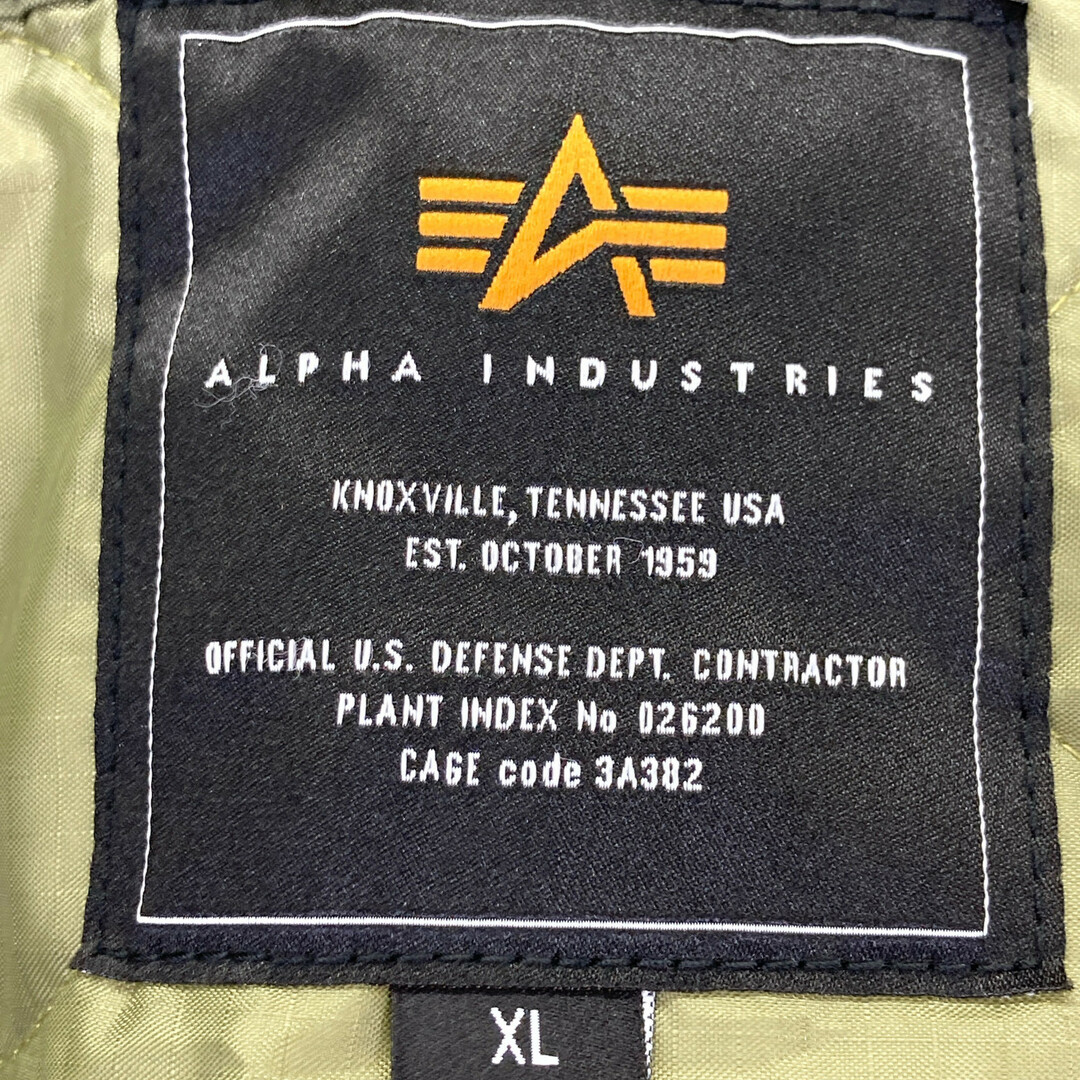 ALPHA INDUSTRIES
KNOXVILLE, TENNESSEE USA
EST. OCTOBER 1959
OFFICIAL U.S. DEFENSE DEPT. CONTRACTOR
PLANT INDEX No 026200
CAGE code 3A382
XL